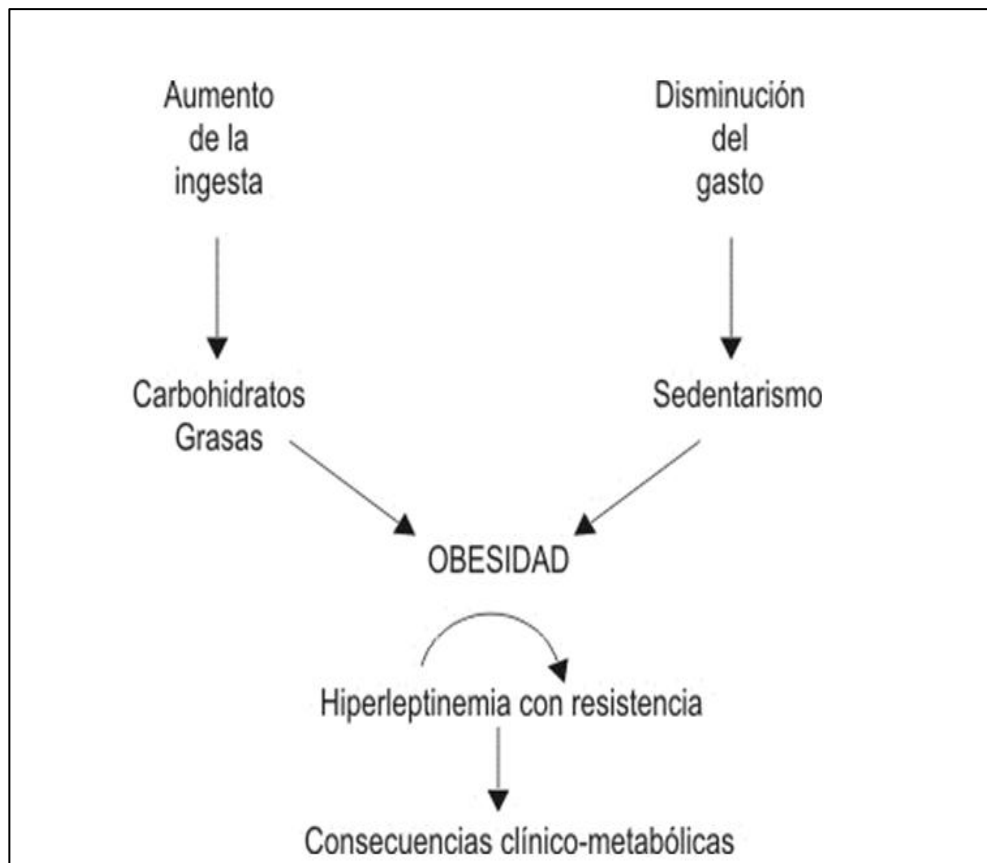 Aumento
de la
ingesta
Disminución
del
gasto
Carbohidratos
Grasas
Sedentarismo
OBESIDAD
Hiperleptinemia con resistencia
Consecuencias clínico-metabólicas